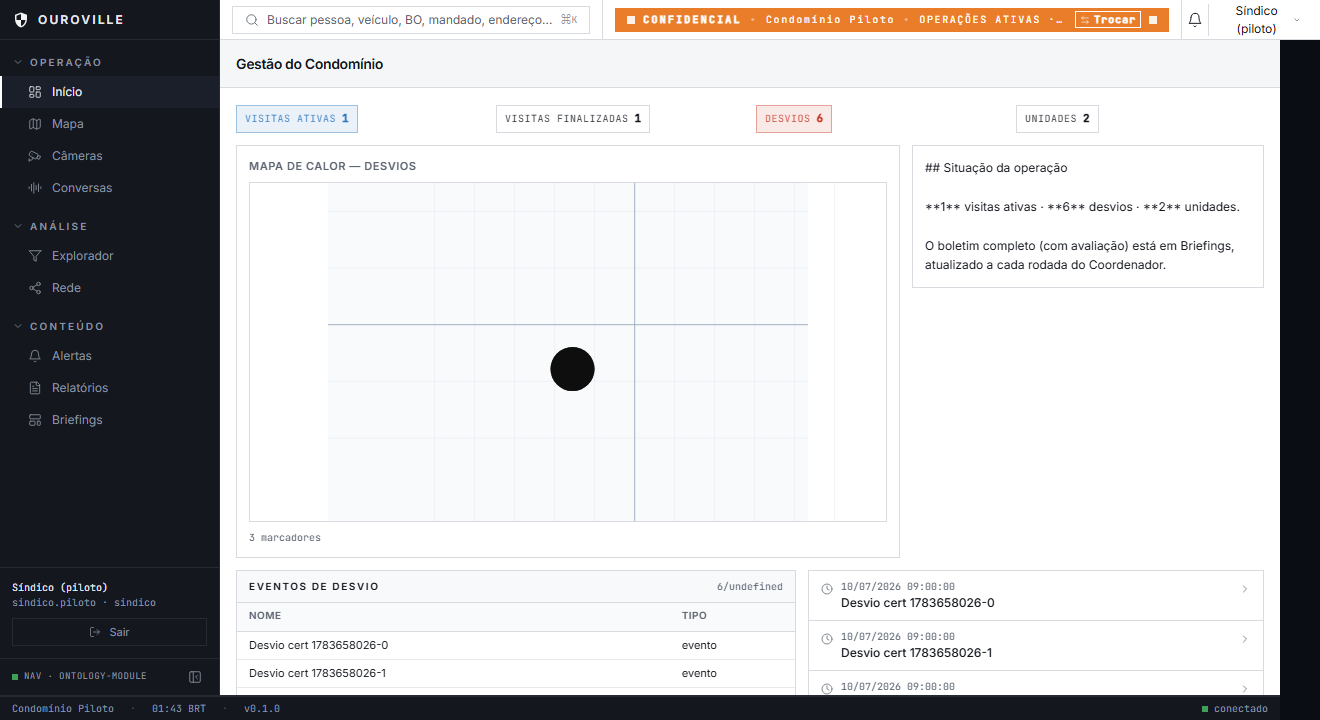 OUROVILLE
Buscar pessoa, veículo, BO, mandado, endereço... ⌘K
CONFIDENCIAL · Condomínio Piloto · OPERAÇÕES ATIVAS ·… Trocar
Síndico
(piloto)
OPERAÇÃO
Início
Mapa
Câmeras
Conversas
ANÁLISE
Explorador
Rede
CONTEÚDO
Alertas
Relatórios
Briefings
Síndico (piloto)
sindico.piloto · sindico
Sair
NAV · ONTOLOGY-MODULE
Gestão do Condomínio
VISITAS ATIVAS 1
VISITAS FINALIZADAS 1
DESVIOS 6
UNIDADES 2
MAPA DE CALOR — DESVIOS
3 marcadores
## Situação da operação
**1** visitas ativas · **6** desvios · **2** unidades.
O boletim completo (com avaliação) está em Briefings,
atualizado a cada rodada do Coordenador.
EVENTOS DE DESVIO 6/undefined
NOME TIPO
Desvio cert 1783658026-0 evento
Desvio cert 1783658026-1 evento
10/07/2026 09:00:00
Desvio cert 1783658026-0
10/07/2026 09:00:00
Desvio cert 1783658026-1
10/07/2026 09:00:00
Condomínio Piloto · 01:43 BRT · v0.1.0
conectado